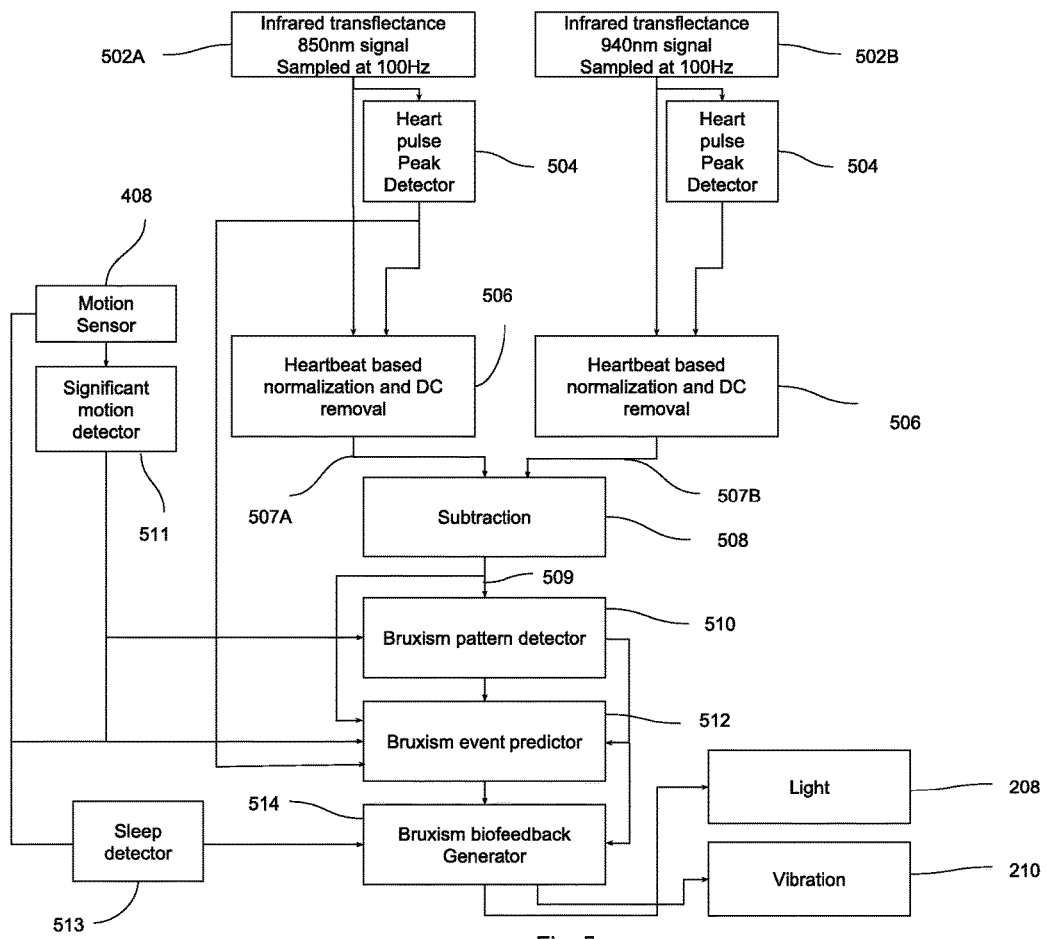 Infrared transflectance
850nm signal
Sampled at 100Hz
502A
Infrared transflectance
940nm signal
Sampled at 100Hz
502B
Heart
pulse
Peak
Detector
504
Heart
pulse
Peak
Detector
504
408
Motion
Sensor
506
Heartbeat based
normalization and DC
removal
Heartbeat based
normalization and DC
removal
506
Significant
motion
detector
511
507A
507B
Subtraction
508
509
Bruxism pattern detector
510
Bruxism event predictor
512
514
Bruxism biofeedback
Generator
Sleep
detector
513
Light
208
Vibration
210